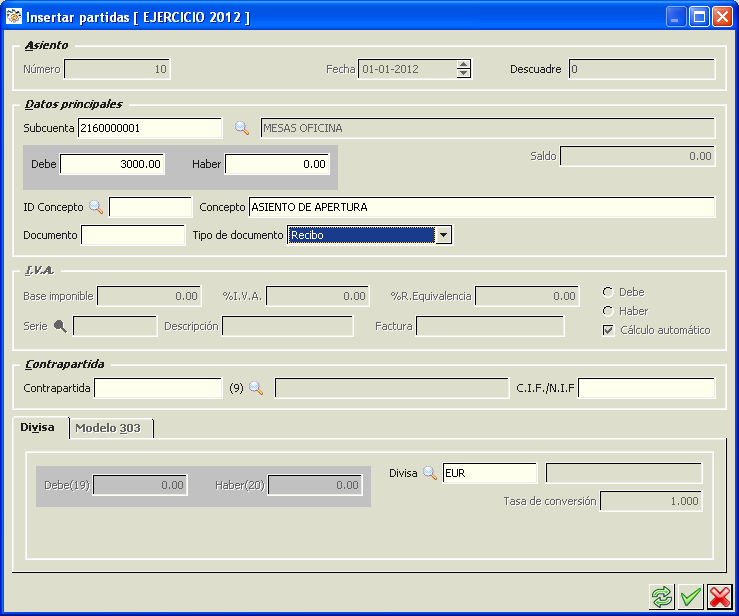 Insertar partidas [ EJERCICIO 2012 ]
Asiento
Número 10 Fecha 01-01-2012 Descuadre 0
Datos principales
Subcuenta 2160000001 MESAS OFICINA
Debe 3000.00 Haber 0.00 Saldo 0.00
ID Concepto Concepto ASIENTO DE APERTURA
Documento Tipo de documento Recibo
I.V.A.
Base imponible 0.00 %I.V.A. 0.00 %R.Equivalencia 0.00 Debe
Haber
Serie Descripción Factura Cálculo automático
Contrapartida
Contrapartida (9) C.I.F./N.I.F
Divisa Modelo 303
Debe(19) 0.00 Haber(20) 0.00 Divisa EUR
Tasa de conversión 1.000